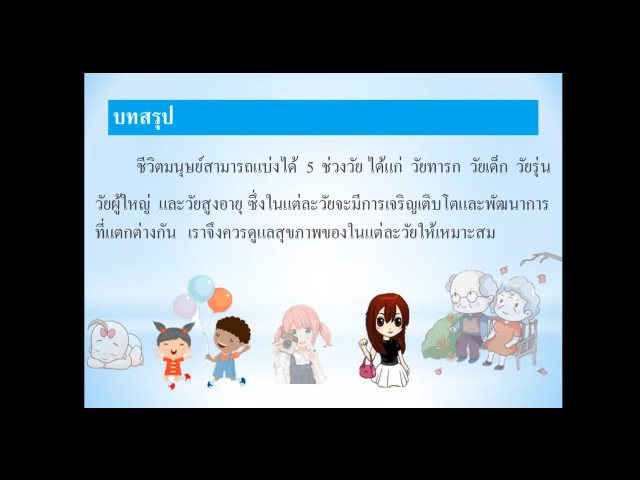 บทสรุป
ชีวิตมนุษย์สามารถแบ่งได้ 5 ช่วงวัย ได้แก่ วัยทารก วัยเด็ก วัยรุ่น
วัยผู้ใหญ่ และวัยสูงอายุ ซึ่งในแต่ละวัยจะมีการเจริญเติบโตและพัฒนาการ
ที่แตกต่างกัน เราจึงควรดูแลสุขภาพของในแต่ละวัยให้เหมาะสม